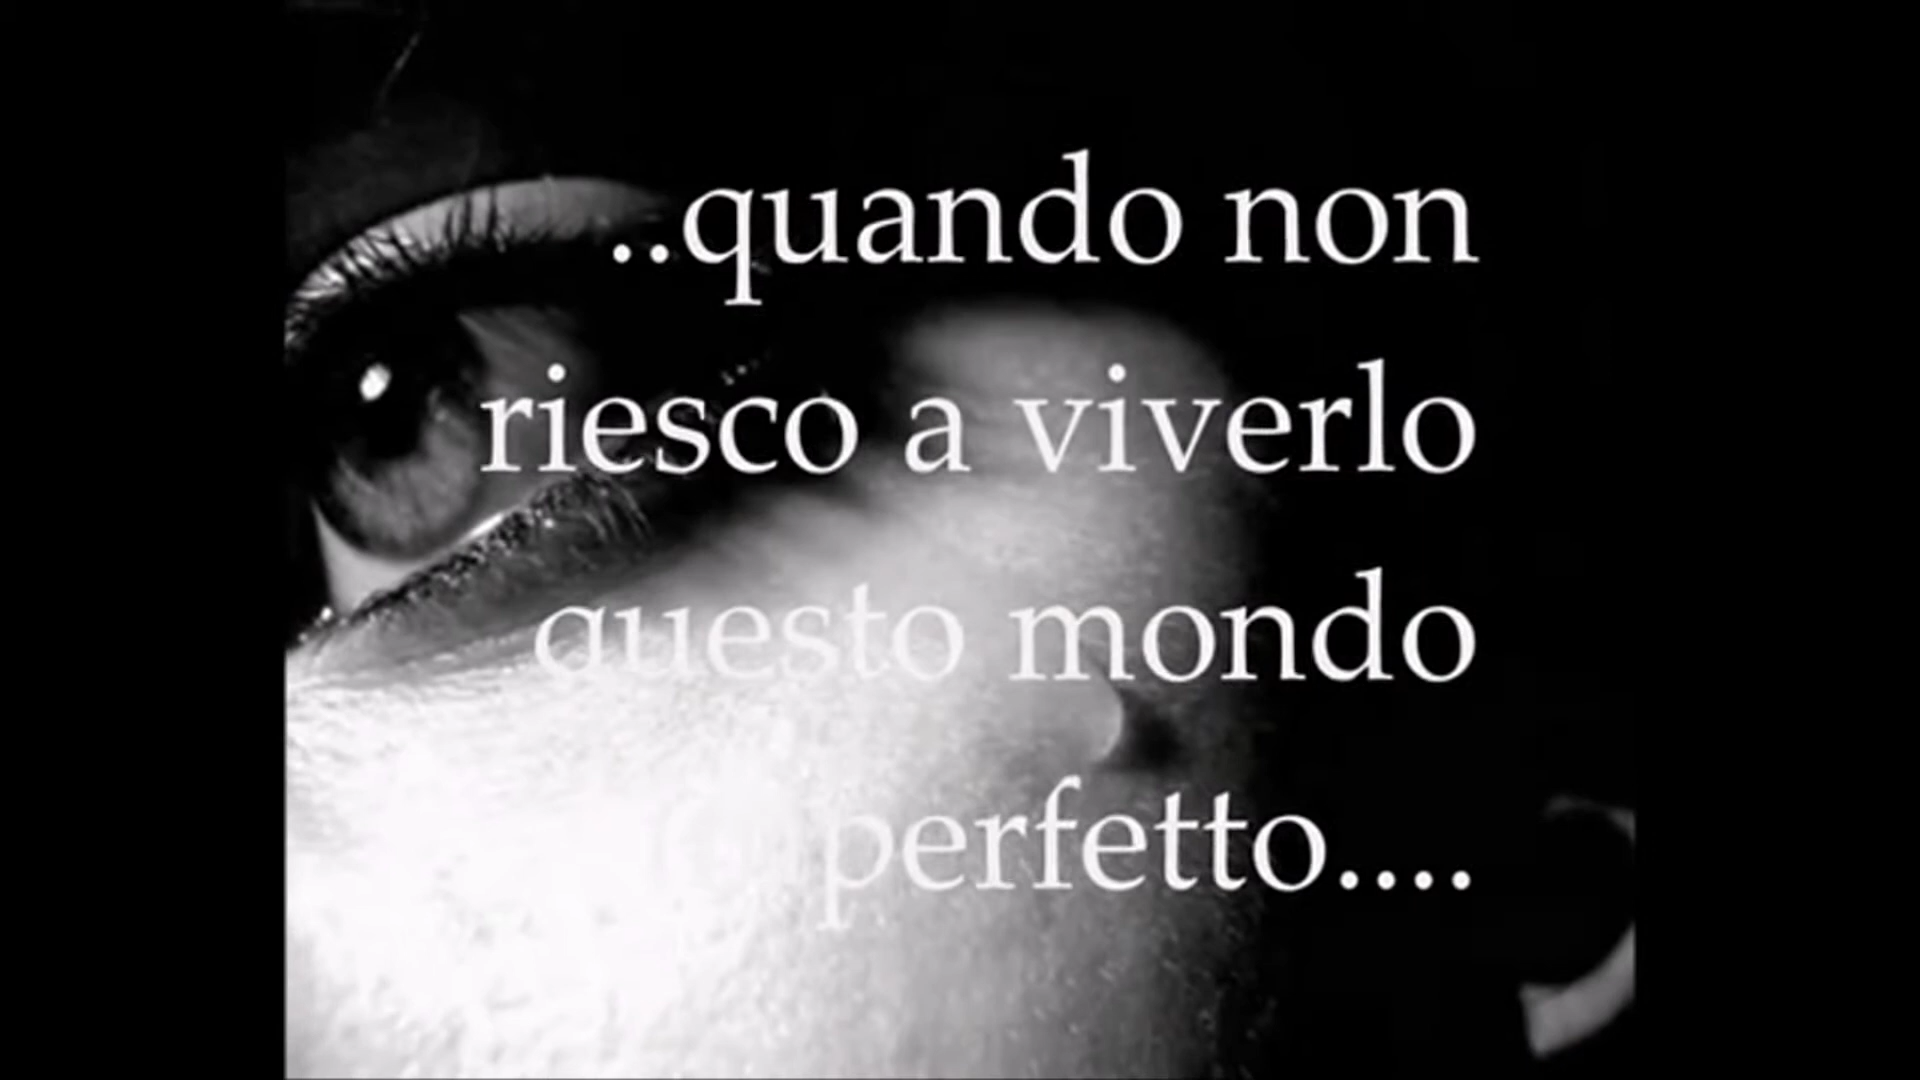 ..quando non
riesco a viverlo
questo mondo
perfetto....